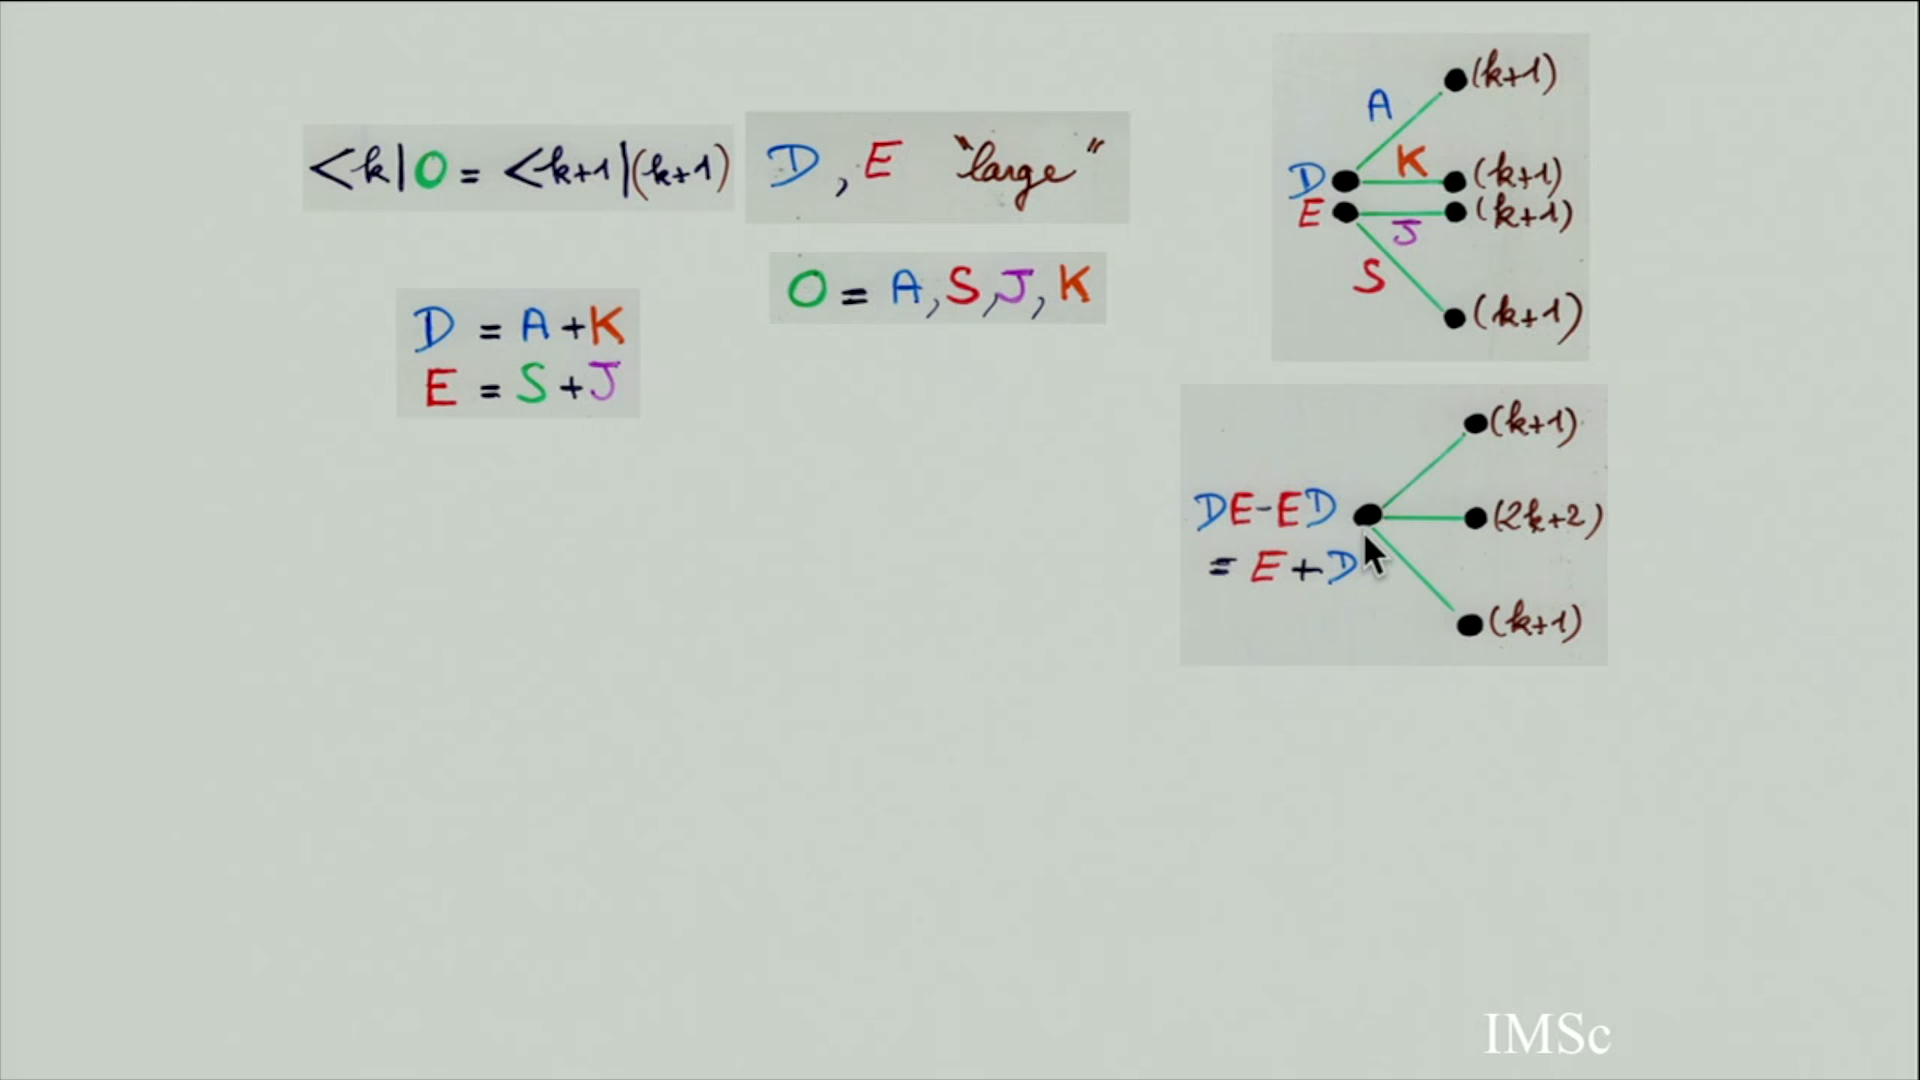 <k|O = <k+1|(k+1)
D, E "large"
O = A, S, J, K
D = A + K
E = S + J
A (k+1)
D K (k+1)
E J (k+1)
S (k+1)
(k+1)
DE-ED (2k+2)
= E+D
(k+1)
IMSc